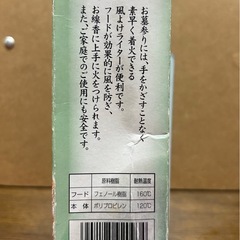 お墓参りには、手をかざすことなく
素早く着火できる
風よけライターが便利です。
フードが効果的に風を防ぎ、
お線香に上手に火をつけられます。
また、ご家庭でのご使用にも安全です。
原料樹脂 耐熱温度
フード フェノール樹脂 160℃
本体 ポリプロピレン 120℃